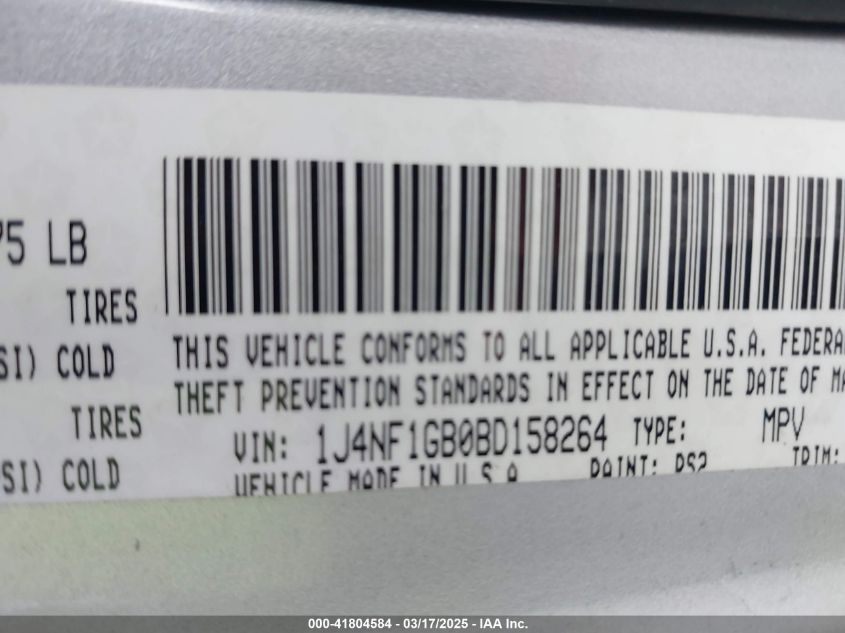 75 LB
TIRES
SI) COLD
TIRES
SI) COLD
THIS VEHICLE CONFORMS TO ALL APPLICABLE U.S.A. FEDERA
THEFT PREVENTION STANDARDS IN EFFECT ON THE DATE OF MA
VIN: 1J4NF1GB0BD158264 TYPE: MPV
VEHICLE MADE IN U.S.A. PAINT: PS2 TRIM:
000-41804584 - 03/17/2025 - IAA Inc.